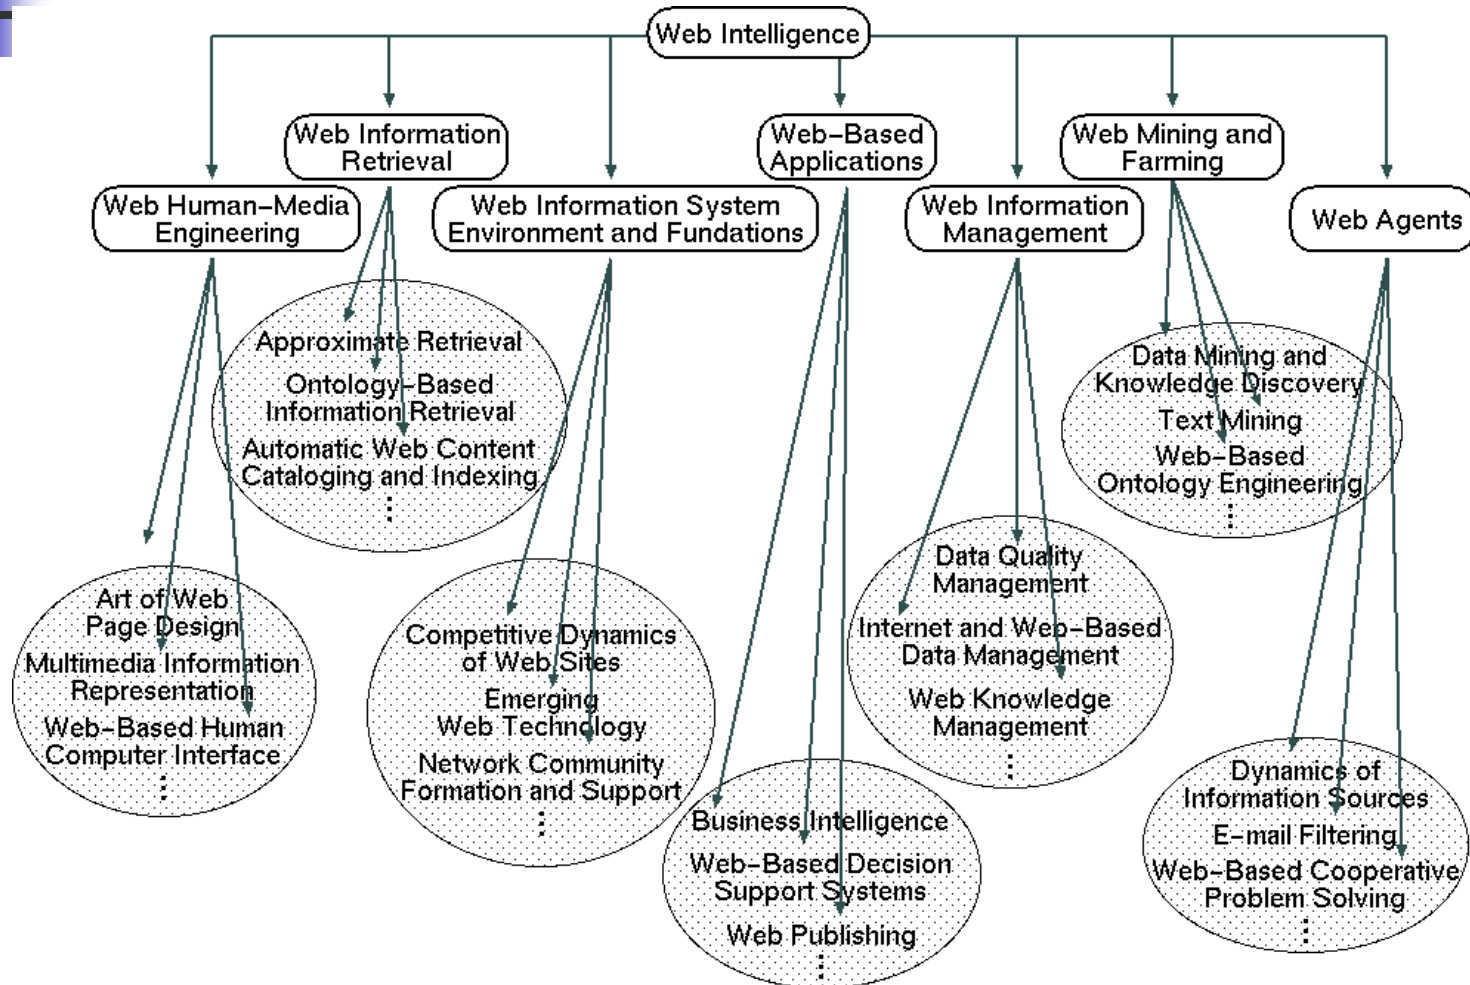 Web Intelligence
Web Information
Retrieval
Web-Based
Applications
Web Mining and
Farming
Web Human-Media
Engineering
Web Information System
Environment and Fundations
Web Information
Management
Web Agents
Approximate Retrieval
Ontology-Based
Information Retrieval
Automatic Web Content
Cataloging and Indexing
⋮
Data Mining and
Knowledge Discovery
Text Mining
Web-Based
Ontology Engineering
⋮
Art of Web
Page Design
Multimedia Information
Representation
Web-Based Human
Computer Interface
⋮
Competitive Dynamics
of Web Sites
Emerging
Web Technology
Network Community
Formation and Support
⋮
Data Quality
Management
Internet and Web-Based
Data Management
Web Knowledge
Management
⋮
Business Intelligence
Web-Based Decision
Support Systems
Web Publishing
⋮
Dynamics of
Information Sources
E-mail Filtering
Web-Based Cooperative
Problem Solving
⋮